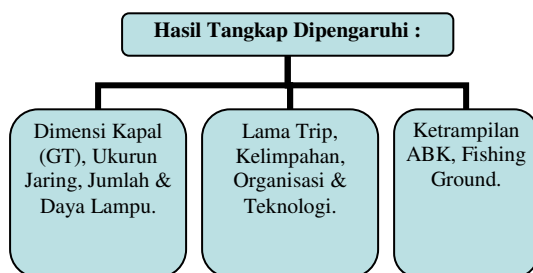 Hasil Tangkap Dipengaruhi :
Dimensi Kapal
(GT), Ukurun
Jaring, Jumlah &
Daya Lampu.
Lama Trip,
Kelimpahan,
Organisasi &
Teknologi.
Ketrampilan
ABK, Fishing
Ground.